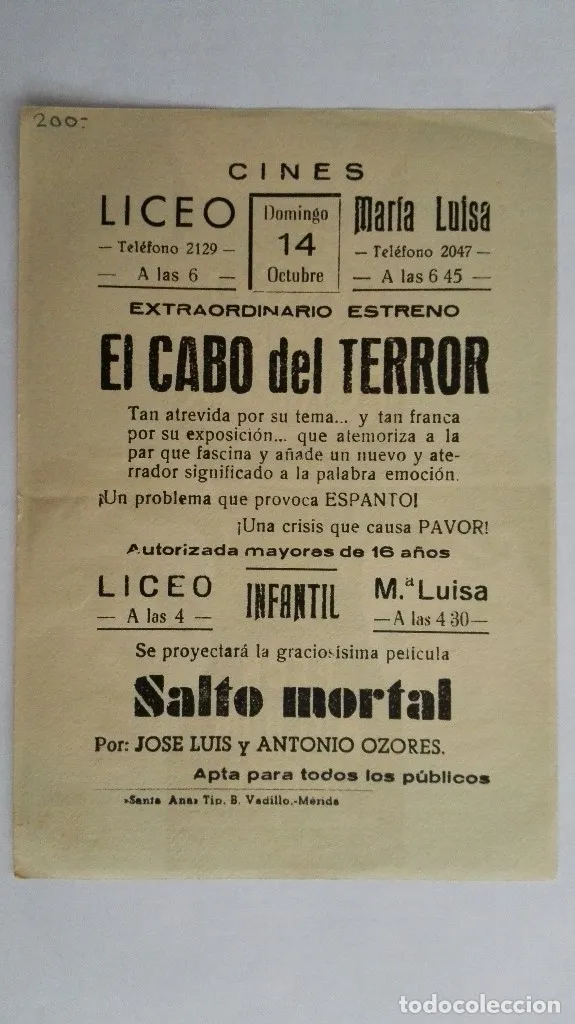 200-
CINES
LICEO
— Teléfono 2129 —
— A las 6 —
Domingo
14
Octubre
María Luisa
— Teléfono 2047 —
— A las 6 45 —
EXTRAORDINARIO ESTRENO
El CABO del TERROR
Tan atrevida por su tema... y tan franca
por su exposición... que atemoriza a la
par que fascina y añade un nuevo y ate-
rrador significado a la palabra emoción.
¡Un problema que provoca ESPANTO!
¡Una crisis que causa PAVOR!
Autorizada mayores de 16 años
LICEO
— A las 4 —
INFANTIL
M.ª Luisa
— A las 4 30 —
Se proyectará la graciosísima película
Salto mortal
Por: JOSE LUIS y ANTONIO OZORES.
Apta para todos los públicos
»Santa Ana» Tip. B. Vadillo.-Mérida
todocoleccion